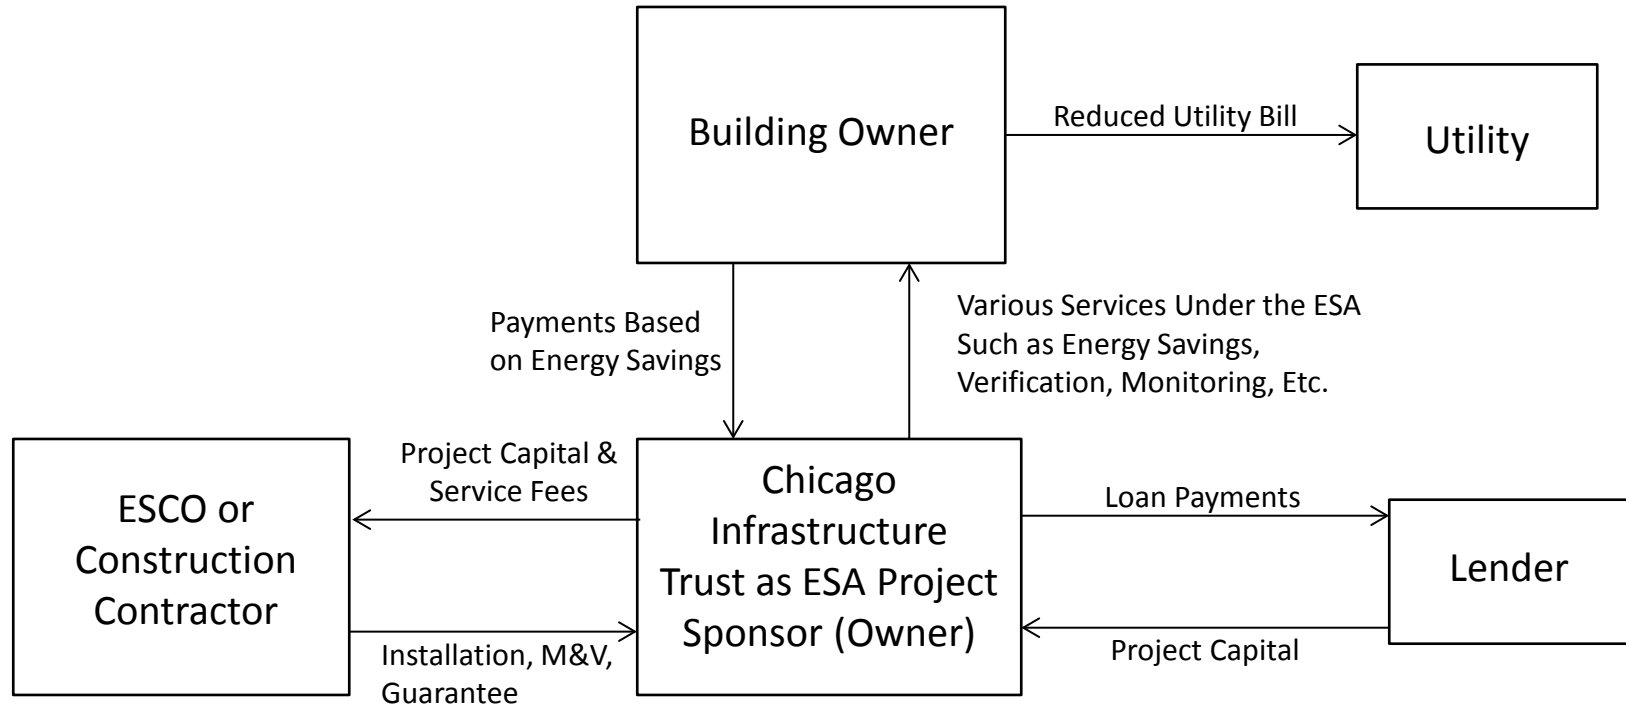 Building Owner
Reduced Utility Bill
Utility
Payments Based
on Energy Savings
Various Services Under the ESA
Such as Energy Savings,
Verification, Monitoring, Etc.
ESCO or
Construction
Contractor
Project Capital &
Service Fees
Installation, M&V,
Guarantee
Chicago
Infrastructure
Trust as ESA Project
Sponsor (Owner)
Loan Payments
Project Capital
Lender